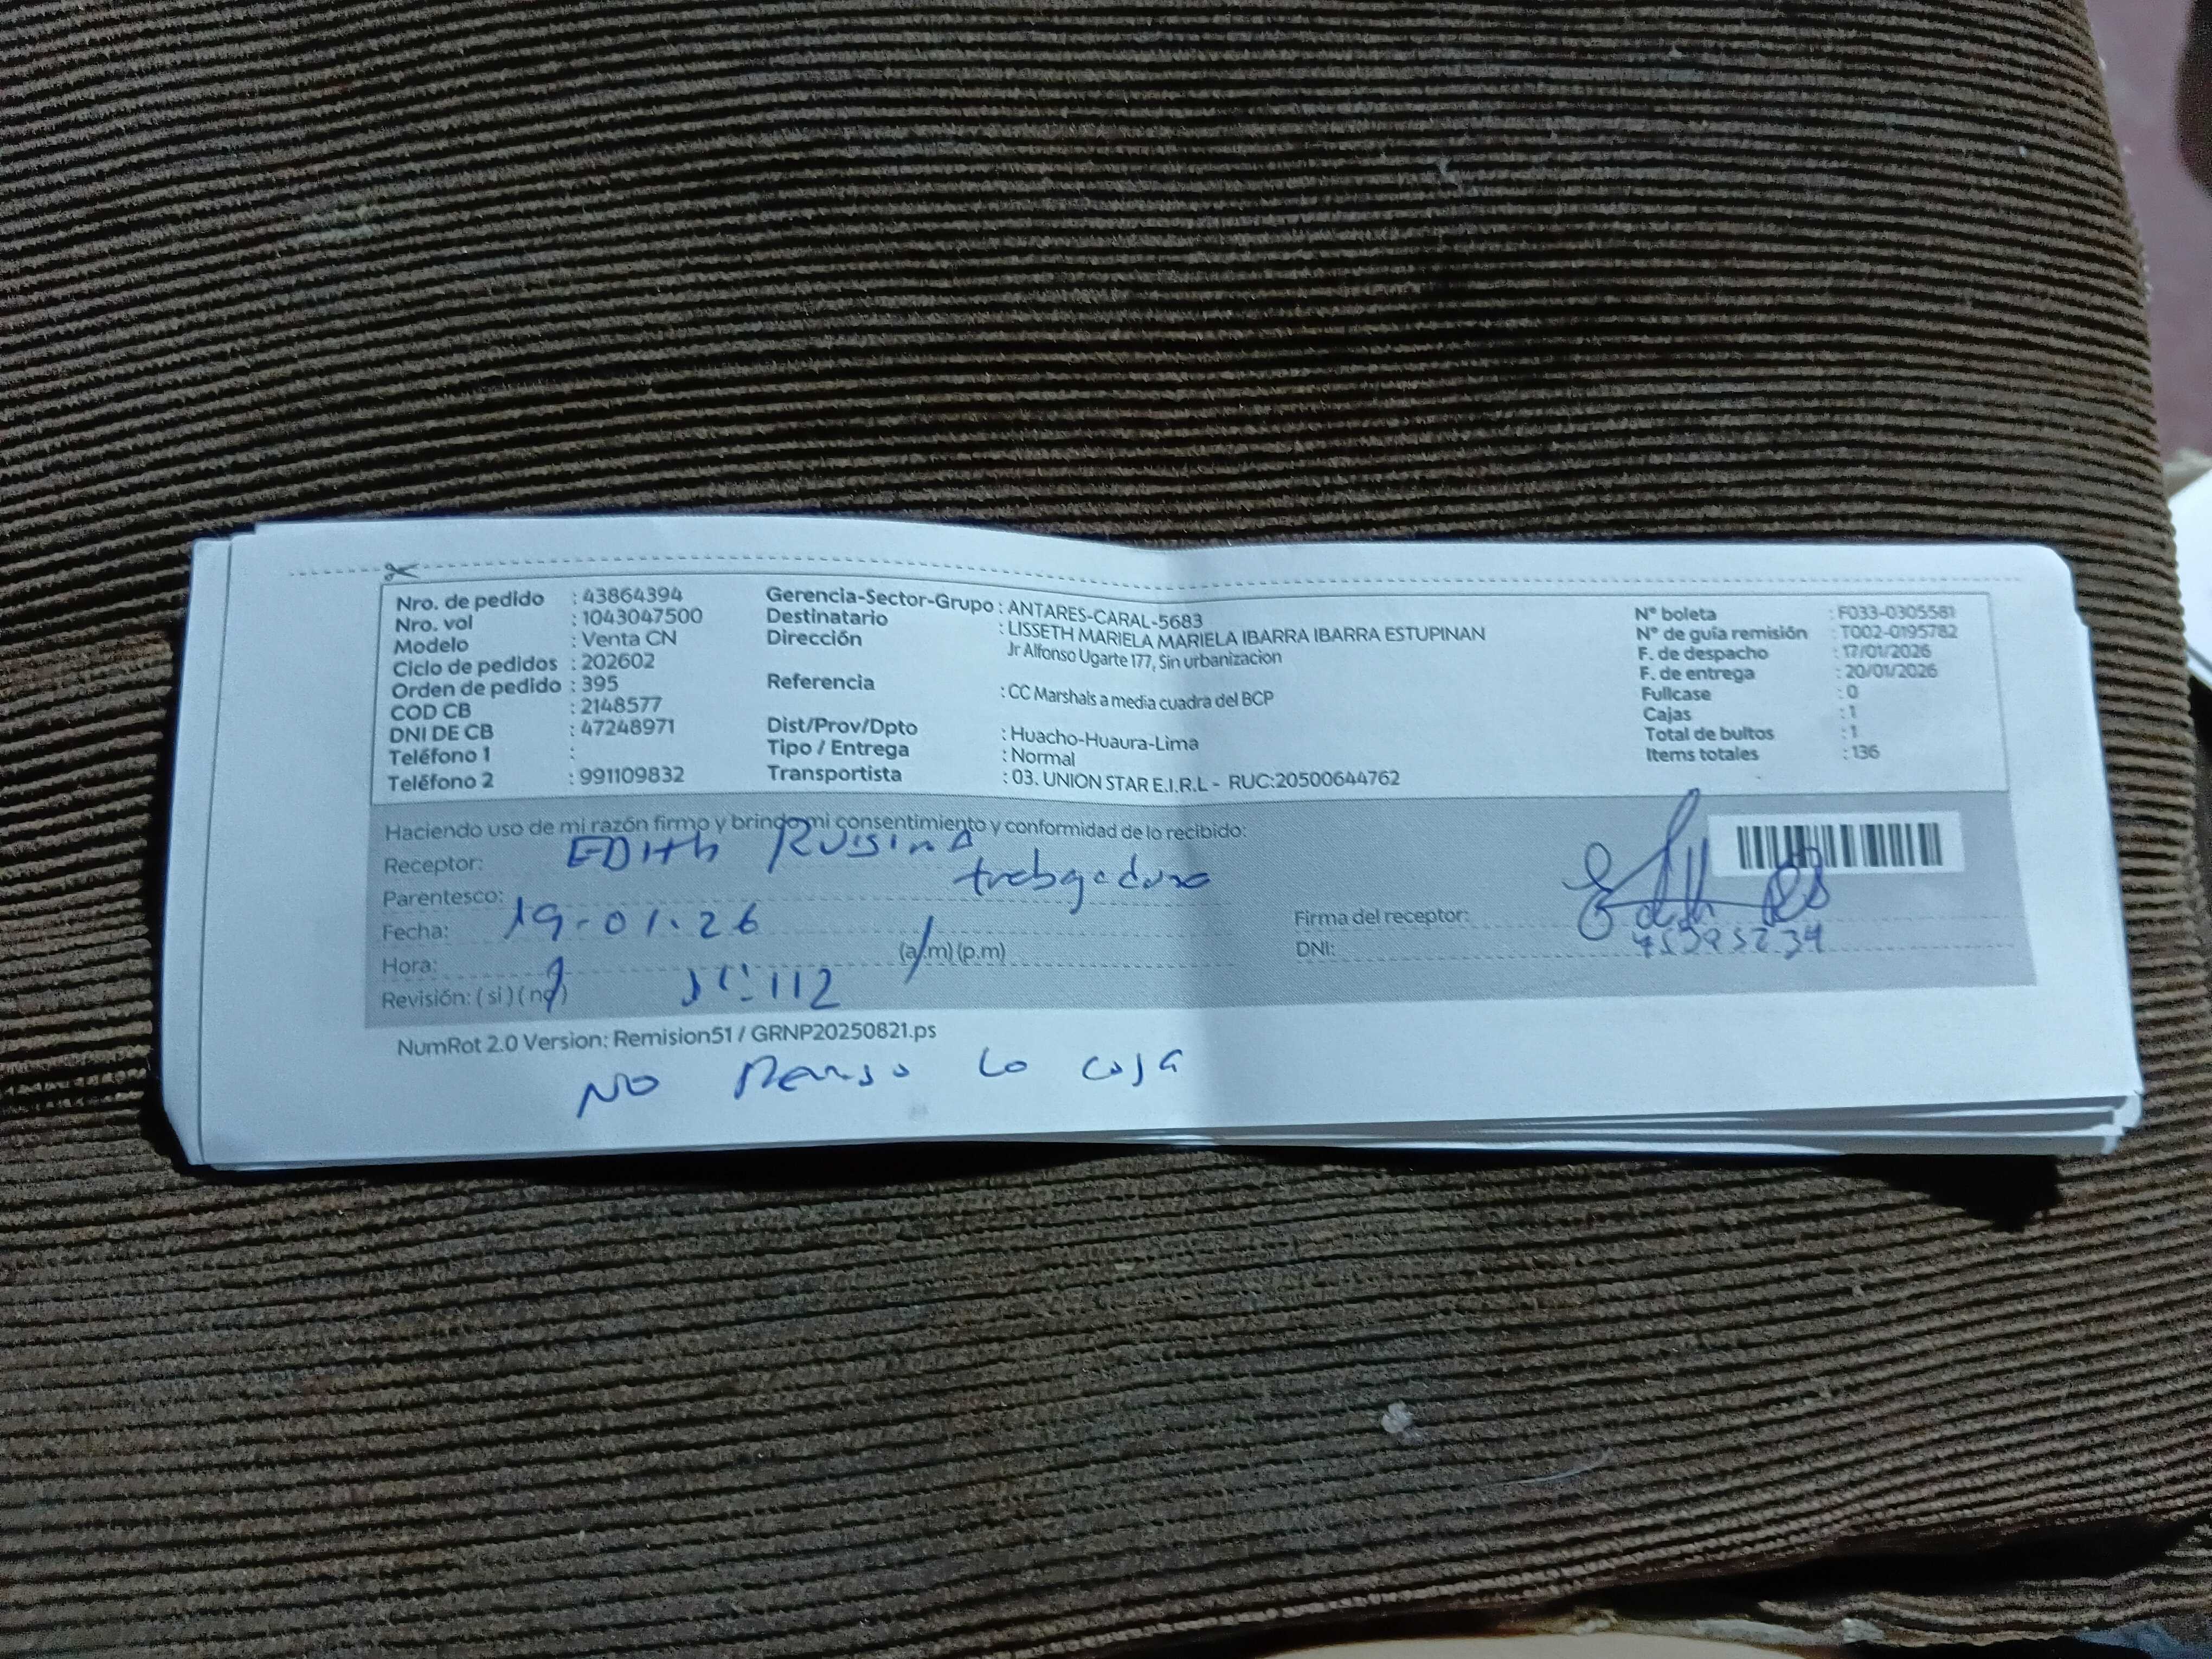 Nro. de pedido : 43864394
Nro. vol : 1043047500
Modelo : Venta CN
Ciclo de pedidos : 202602
Orden de pedido : 395
COD CB : 2148577
DNI DE CB : 47248971
Teléfono 1 :
Teléfono 2 : 991109832
Gerencia-Sector-Grupo : ANTARES-CARAL-5683
Destinatario : LISSETH MARIELA MARIELA IBARRA IBARRA ESTUPINAN
Dirección Jr Alfonso Ugarte 177, Sin urbanizacion
Referencia : CC Marshals a media cuadra del BCP
Dist/Prov/Dpto : Huacho-Huaura-Lima
Tipo / Entrega : Normal
Transportista : 03. UNION STAR E.I.R.L - RUC:20500644762
N° boleta : F033-0305581
N° de guía remisión : T002-0195782
F. de despacho : 17/01/2026
F. de entrega : 20/01/2026
Fullcase : 0
Cajas : 1
Total de bultos : 1
Items totales : 136
Haciendo uso de mi razón firmo y brindo mi consentimiento y conformidad de lo recibido:
Receptor: EDIth
Parentesco: trabajadora
Fecha: 19-01-26
Hora: (a.m) (p.m)
Revisión: ( si ) ( no )
Firma del receptor:
DNI:
NumRot 2.0 Version: Remision51 / GRNP20250821.ps
NO